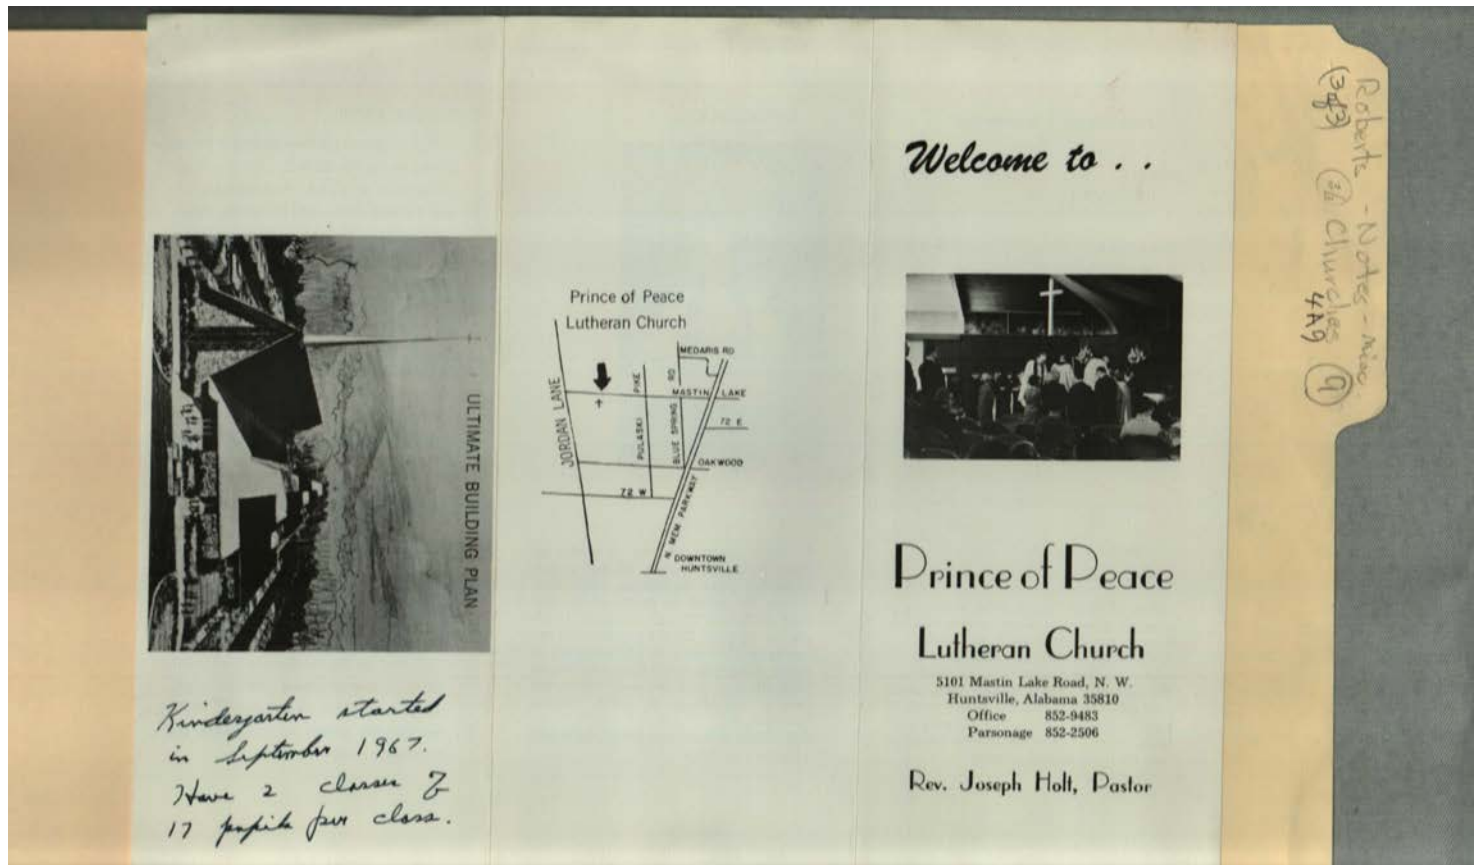 ULTIMATE BUILDING PLAN
Kindergarten started
in September 1967.
Have 2 classes of
17 pupils per class.
Prince of Peace
Lutheran Church
MEDARIS RD
JORDAN LANE
PIKE
RD
MASTIN LAKE
PULASKI
BLUE SPRING
72 E
OAKWOOD
72 W
N MEM PARKWAY
DOWNTOWN
HUNTSVILLE
Welcome to . .
Prince of Peace
Lutheran Church
5101 Mastin Lake Road, N. W.
Huntsville, Alabama 35810
Office 852-9483
Parsonage 852-2506
Rev. Joseph Holt, Pastor
Roberts - Notes - misc.
(3 of 3) Churches (9)
4A9